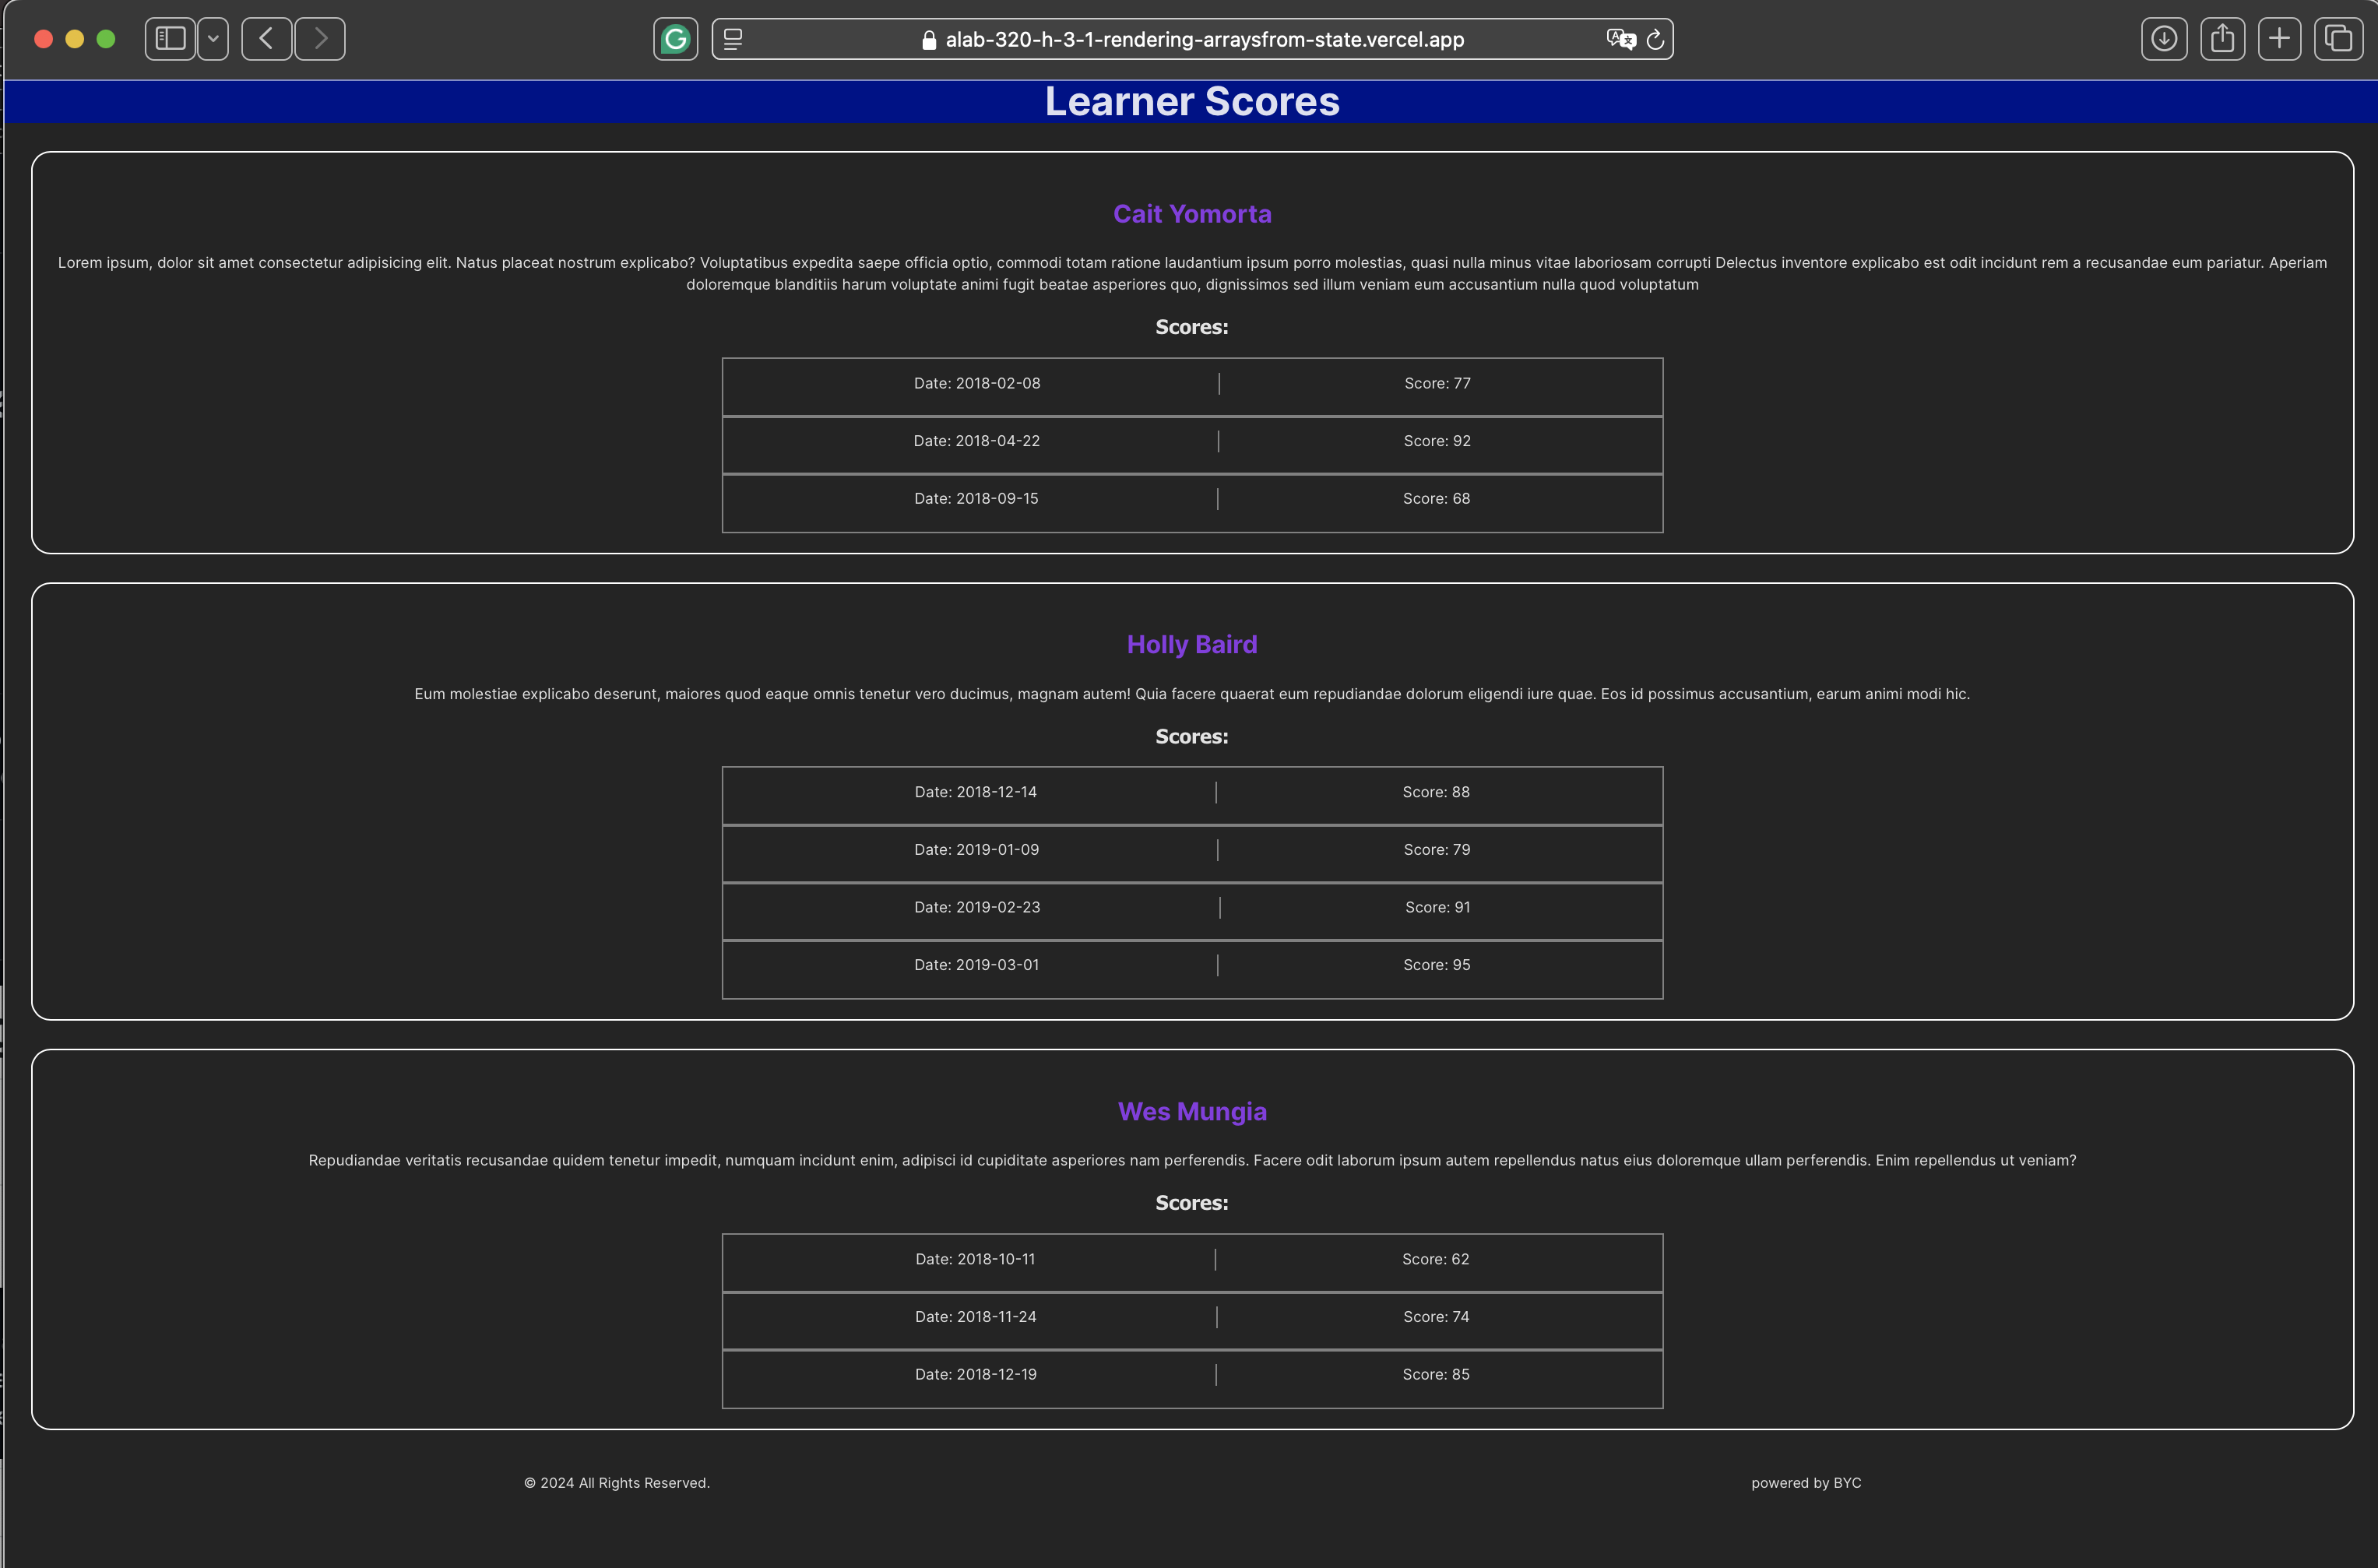 alab-320-h-3-1-rendering-arraysfrom-state.vercel.app
Learner Scores
Cait Yomorta
Lorem ipsum, dolor sit amet consectetur adipisicing elit. Natus placeat nostrum explicabo? Voluptatibus expedita saepe officia optio, commodi totam ratione laudantium ipsum porro molestias, quasi nulla minus vitae laboriosam corrupti Delectus inventore explicabo est odit incidunt rem a recusandae eum pariatur. Aperiam
doloremque blanditiis harum voluptate animi fugit beatae asperiores quo, dignissimos sed illum veniam eum accusantium nulla quod voluptatum
Scores:
Date: 2018-02-08 Score: 77
Date: 2018-04-22 Score: 92
Date: 2018-09-15 Score: 68
Holly Baird
Eum molestiae explicabo deserunt, maiores quod eaque omnis tenetur vero ducimus, magnam autem! Quia facere quaerat eum repudiandae dolorum eligendi iure quae. Eos id possimus accusantium, earum animi modi hic.
Scores:
Date: 2018-12-14 Score: 88
Date: 2019-01-09 Score: 79
Date: 2019-02-23 Score: 91
Date: 2019-03-01 Score: 95
Wes Mungia
Repudiandae veritatis recusandae quidem tenetur impedit, numquam incidunt enim, adipisci id cupiditate asperiores nam perferendis. Facere odit laborum ipsum autem repellendus natus eius doloremque ullam perferendis. Enim repellendus ut veniam?
Scores:
Date: 2018-10-11 Score: 62
Date: 2018-11-24 Score: 74
Date: 2018-12-19 Score: 85
© 2024 All Rights Reserved. powered by BYC